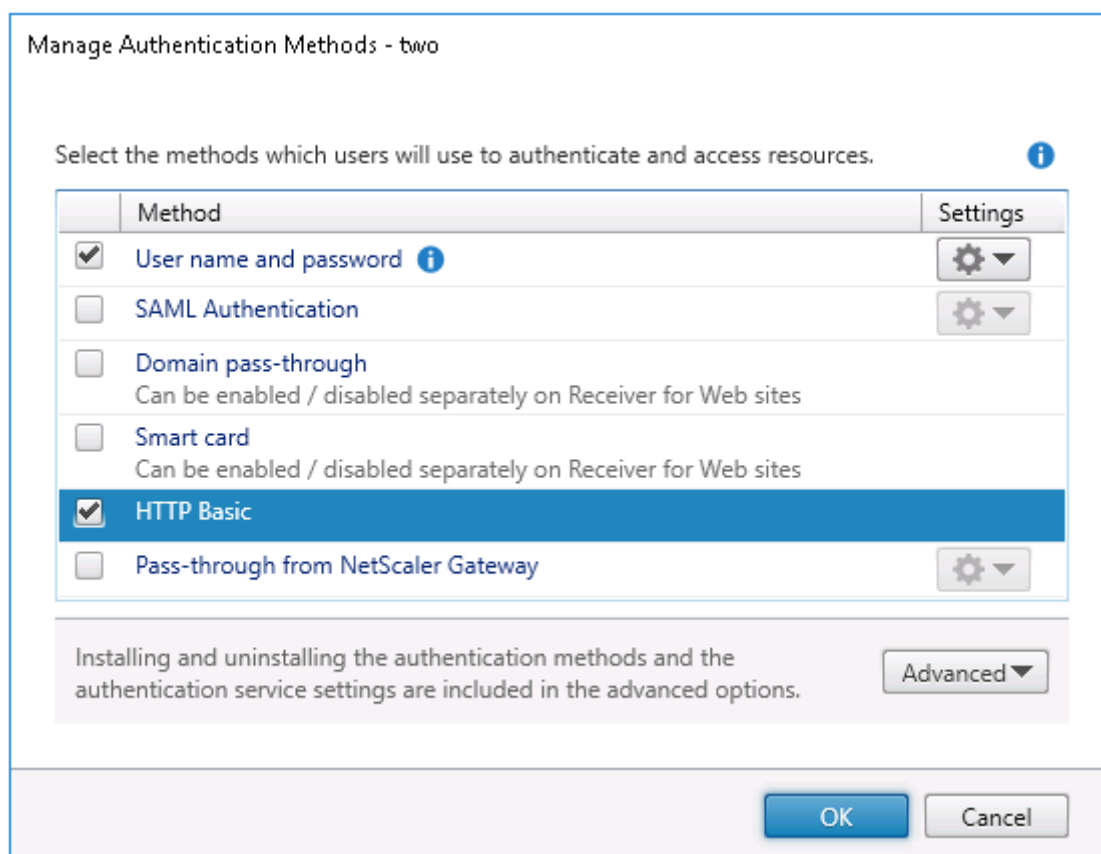 Manage Authentication Methods - two
Select the methods which users will use to authenticate and access resources.
Method
Settings
User name and password
SAML Authentication
Domain pass-through
Can be enabled / disabled separately on Receiver for Web sites
Smart card
Can be enabled / disabled separately on Receiver for Web sites
HTTP Basic
Pass-through from NetScaler Gateway
Installing and uninstalling the authentication methods and the
authentication service settings are included in the advanced options.
Advanced
OK
Cancel